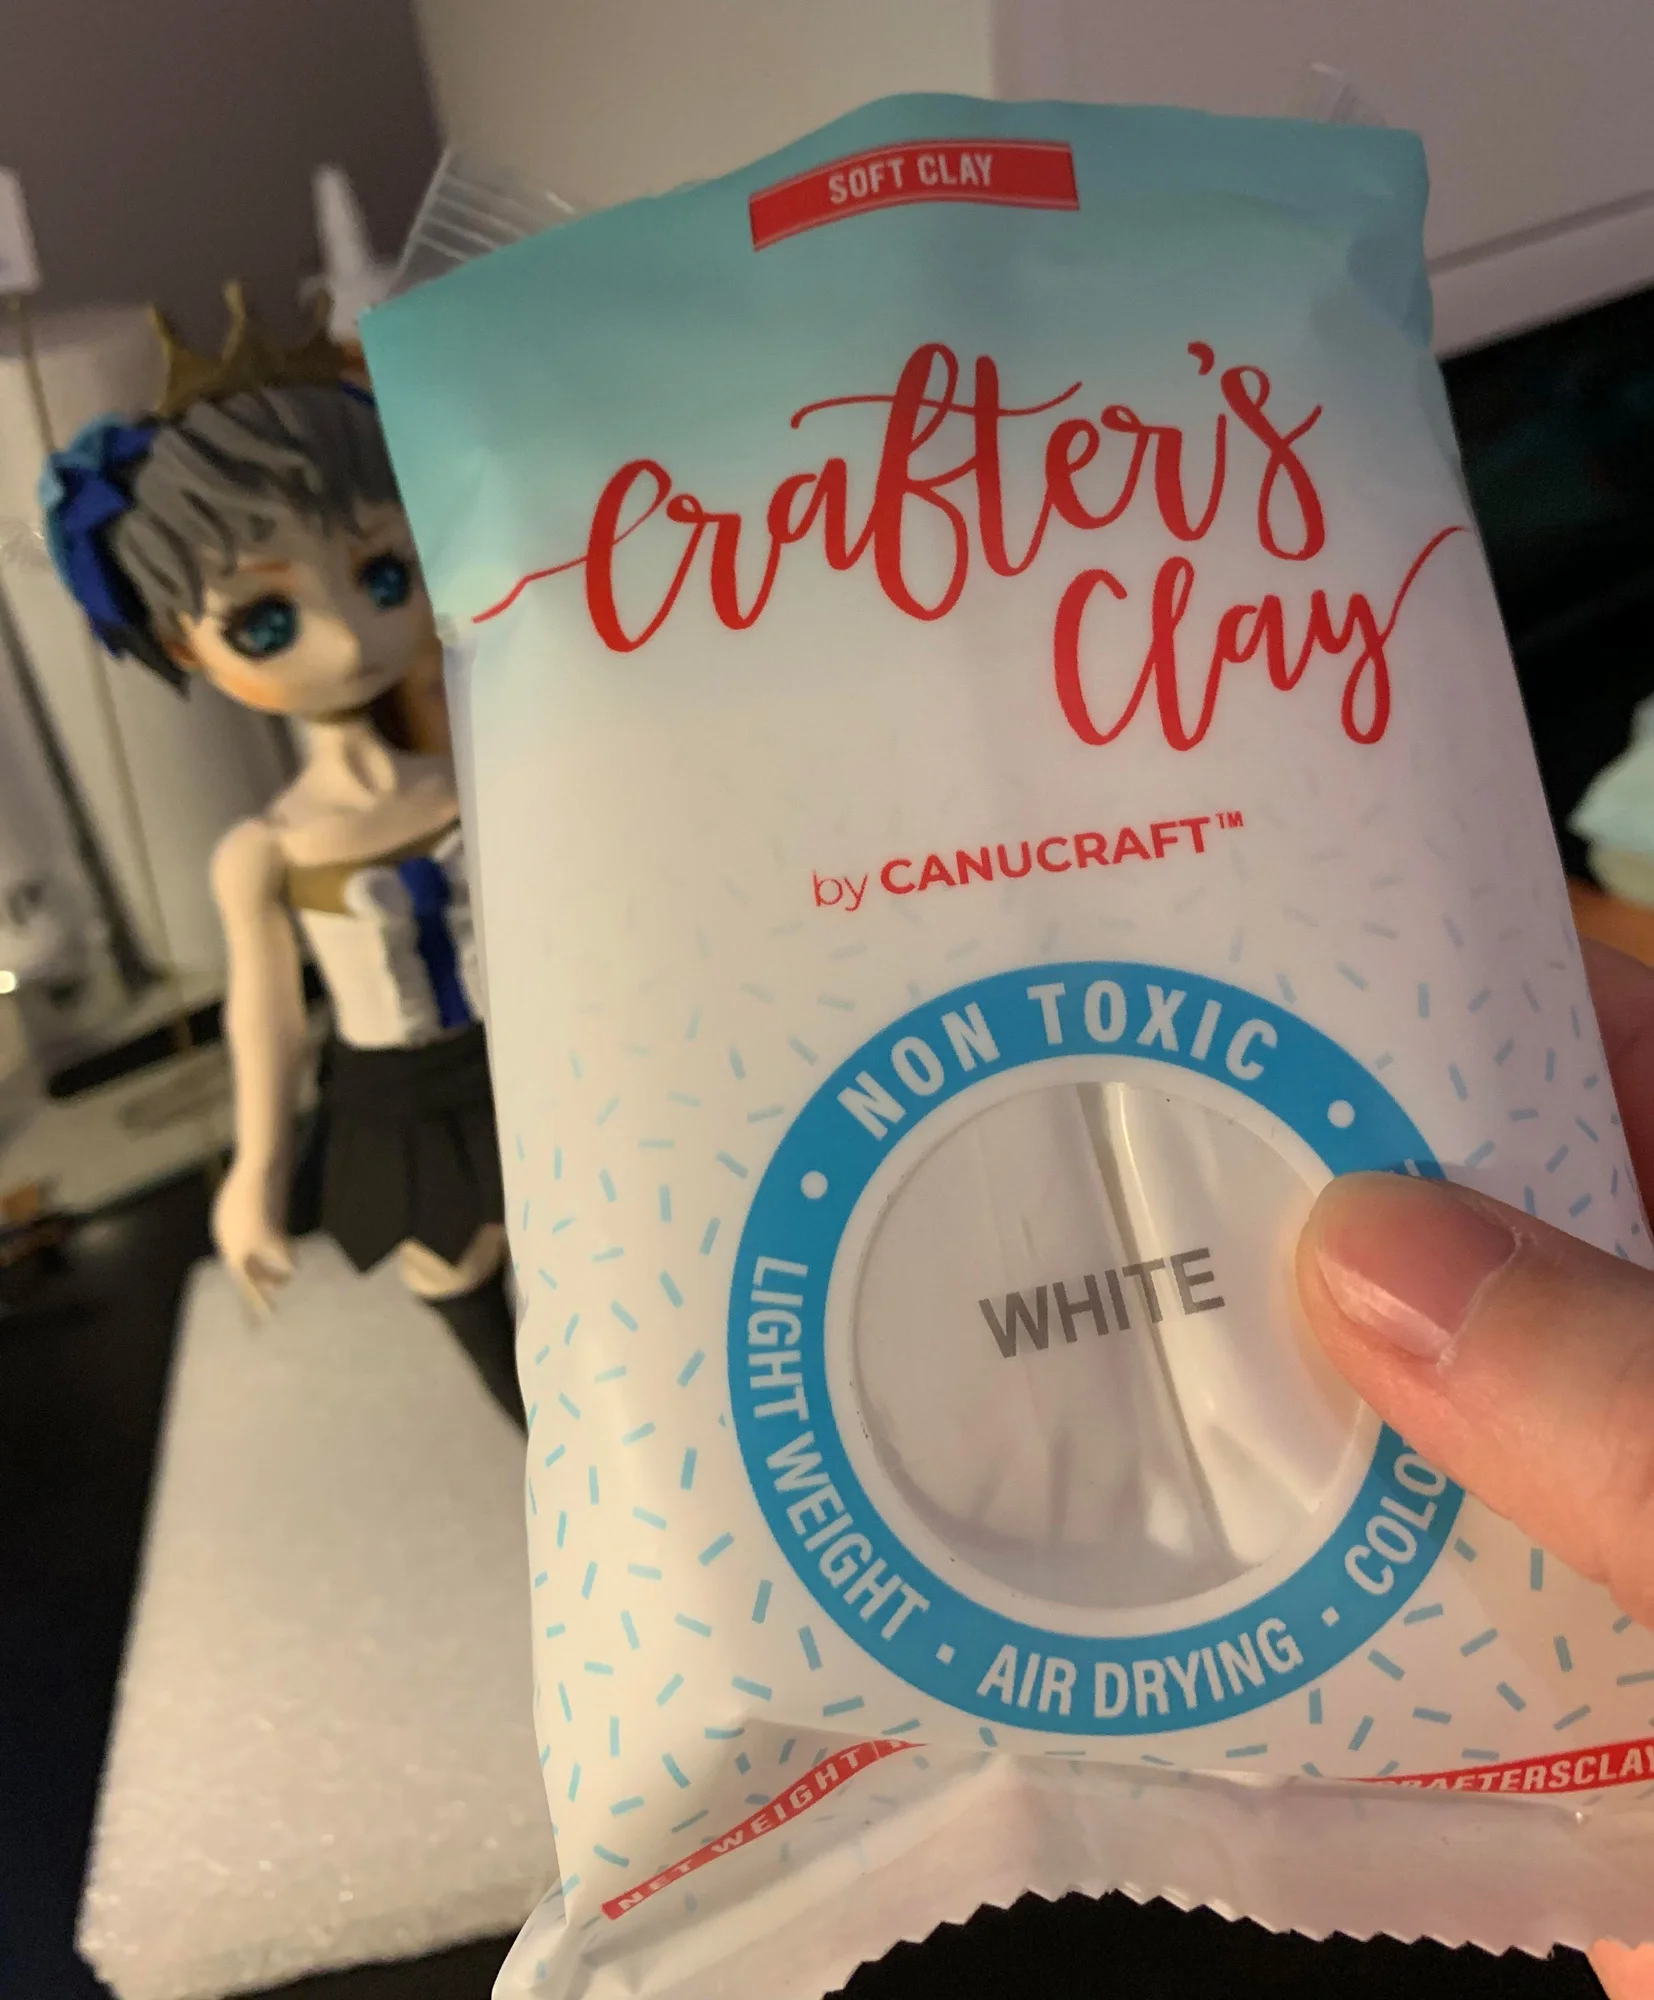 SOFT CLAY
Crafter's
Clay
by CANUCRAFT™
NON TOXIC
LIGHT WEIGHT • AIR DRYING •
WHITE
NET WEIGHT